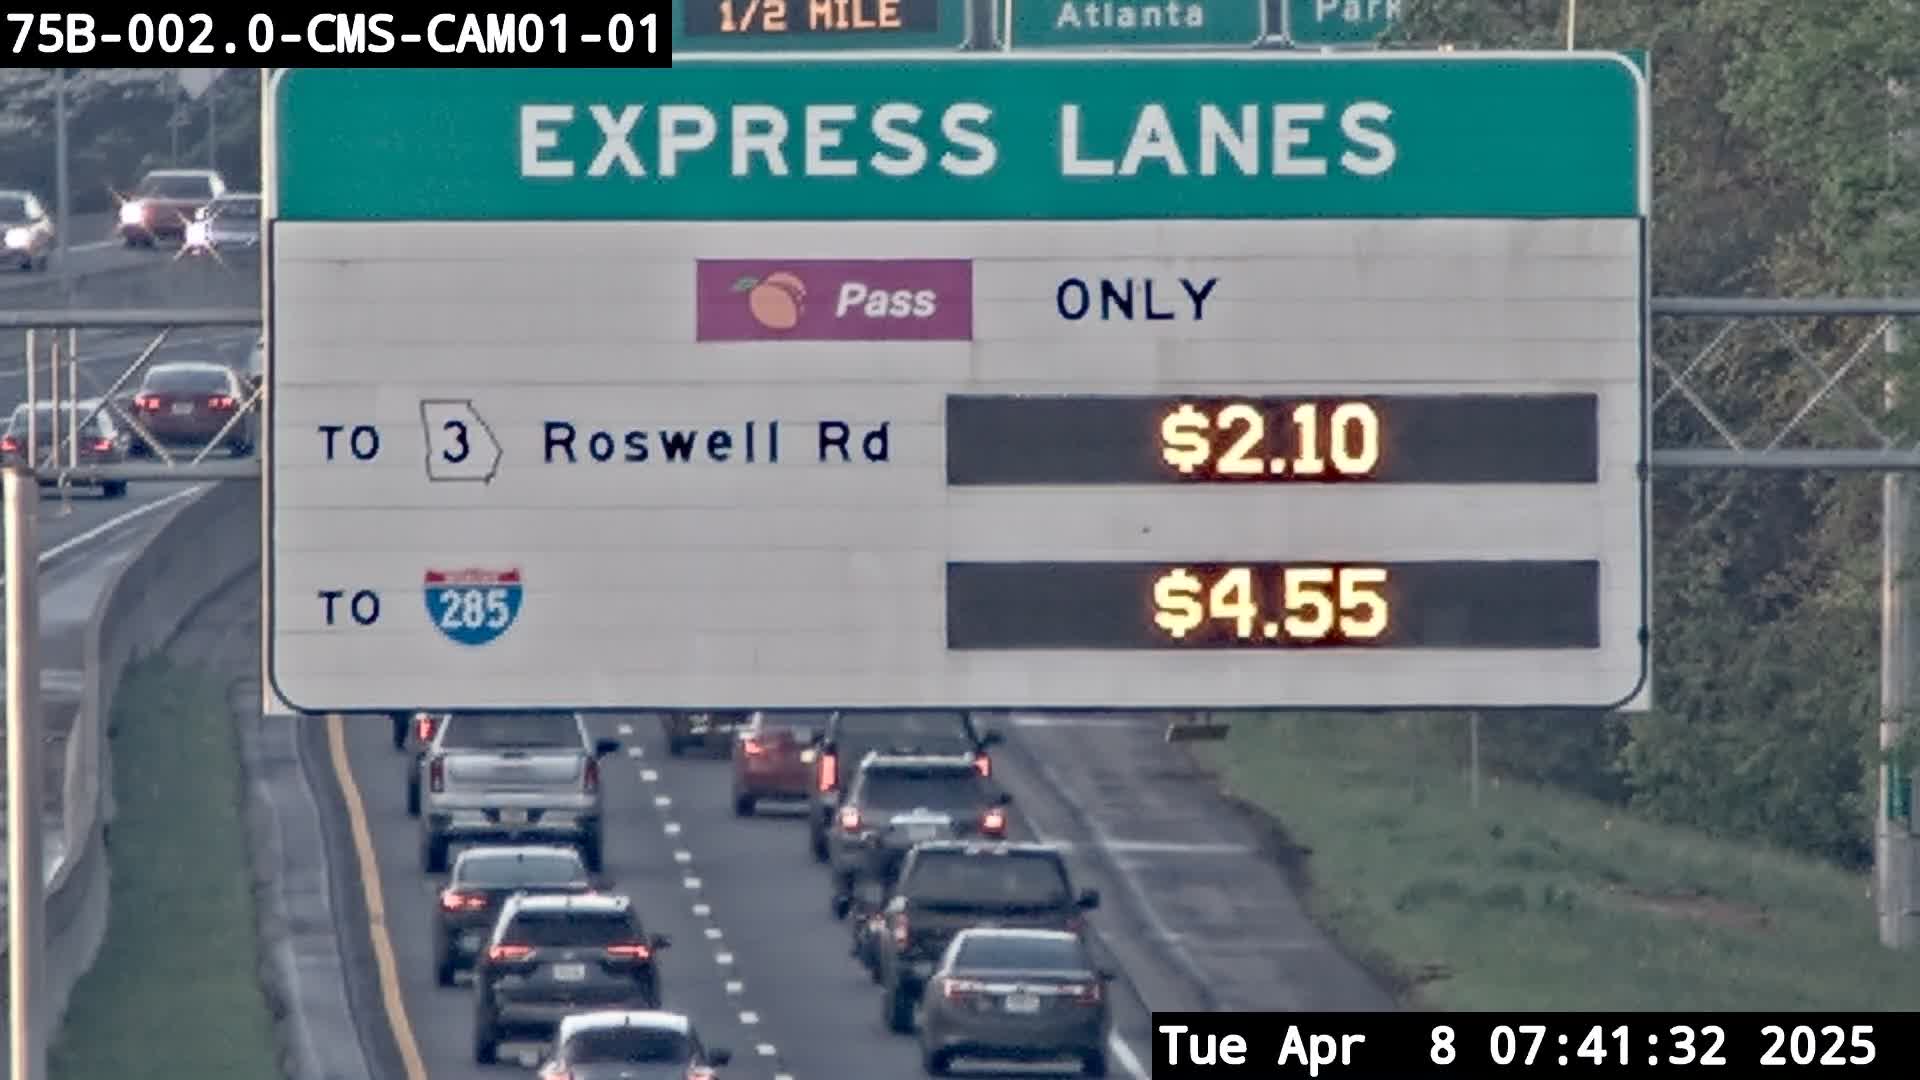 75B-002.0-CMS-CAM01-01
1/2 MILE
Atlanta
Park
EXPRESS LANES
Pass ONLY
TO 3 Roswell Rd $2.10
TO 285 $4.55
Tue Apr 8 07:41:32 2025